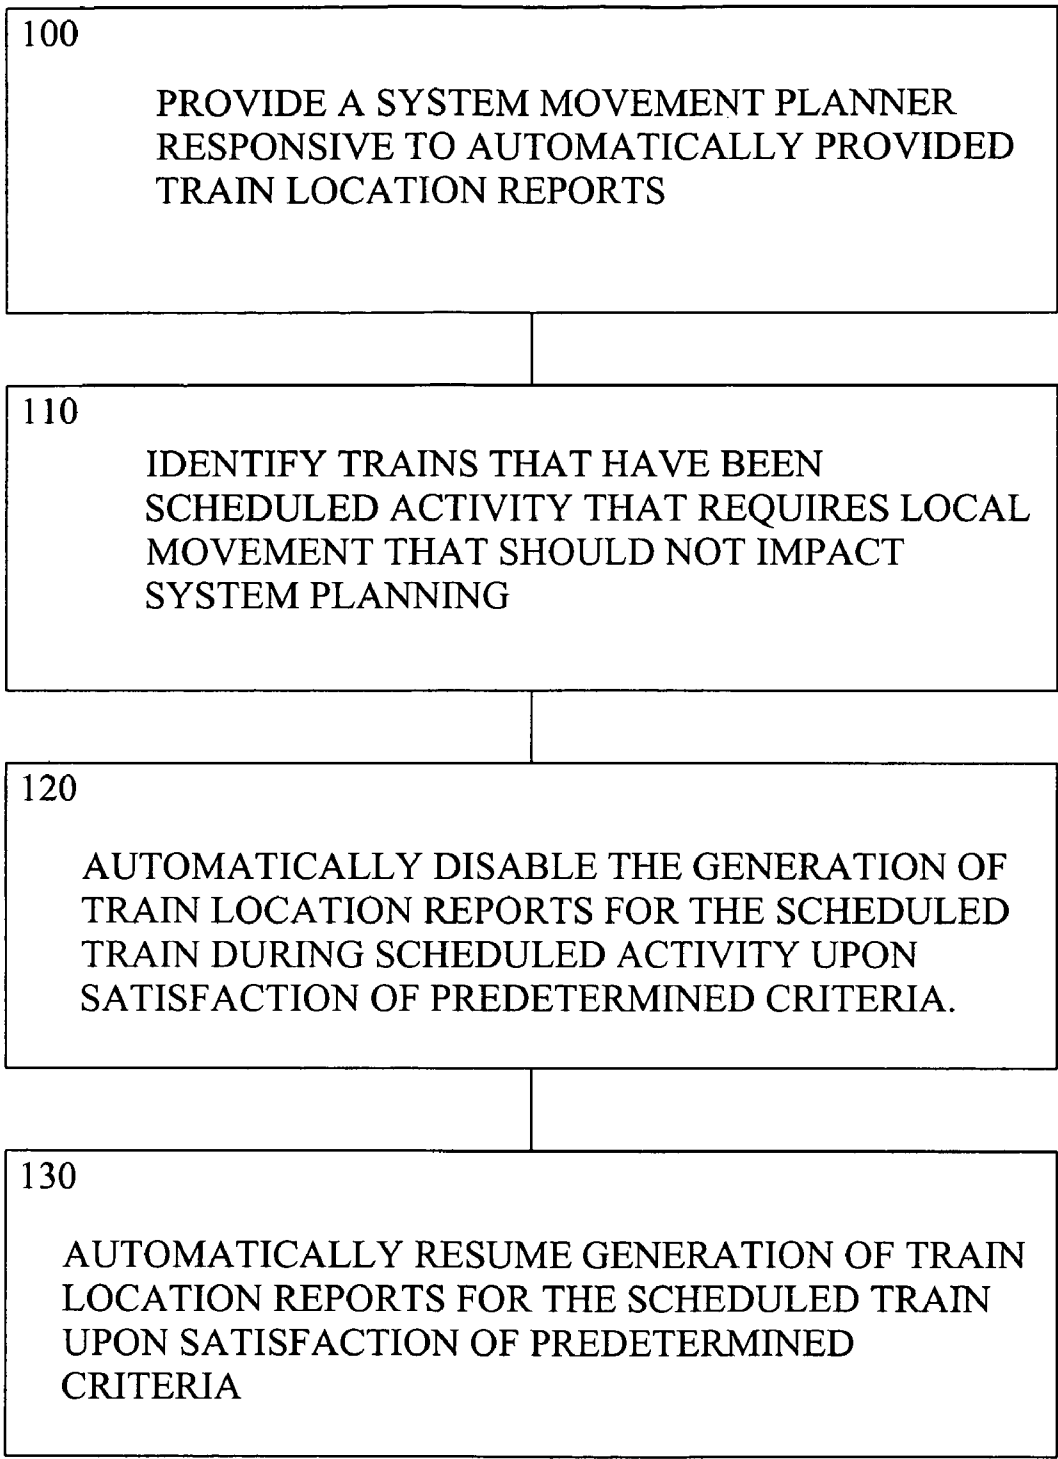 100
PROVIDE A SYSTEM MOVEMENT PLANNER
RESPONSIVE TO AUTOMATICALLY PROVIDED
TRAIN LOCATION REPORTS
110
IDENTIFY TRAINS THAT HAVE BEEN
SCHEDULED ACTIVITY THAT REQUIRES LOCAL
MOVEMENT THAT SHOULD NOT IMPACT
SYSTEM PLANNING
120
AUTOMATICALLY DISABLE THE GENERATION OF
TRAIN LOCATION REPORTS FOR THE SCHEDULED
TRAIN DURING SCHEDULED ACTIVITY UPON
SATISFACTION OF PREDETERMINED CRITERIA.
130
AUTOMATICALLY RESUME GENERATION OF TRAIN
LOCATION REPORTS FOR THE SCHEDULED TRAIN
UPON SATISFACTION OF PREDETERMINED
CRITERIA